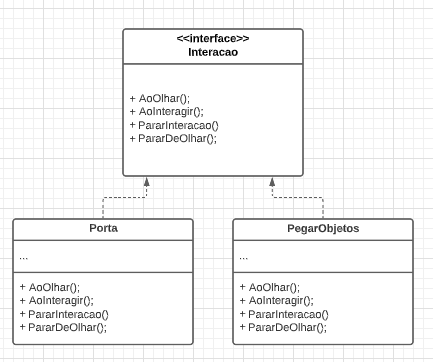 <<interface>>
Interacao
+ AoOlhar();
+ AoInteragir();
+ PararInteracao()
+ PararDeOlhar();
Porta
...
+ AoOlhar();
+ AoInteragir();
+ PararInteracao()
+ PararDeOlhar();
PegarObjetos
...
+ AoOlhar();
+ AoInteragir();
+ PararInteracao()
+ PararDeOlhar();